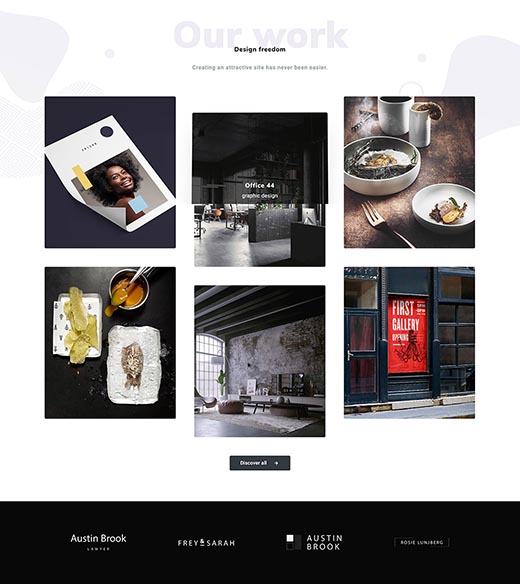 Our work
Design freedom
Creating an attractive site has never been easier.
Office 44
graphic design
FIRST
GALLERY
OPENING
Discover all →
Austin Brook
LAWYER
FREY SARAH
AUSTIN
BROOK
ROSIE LUNJBERG